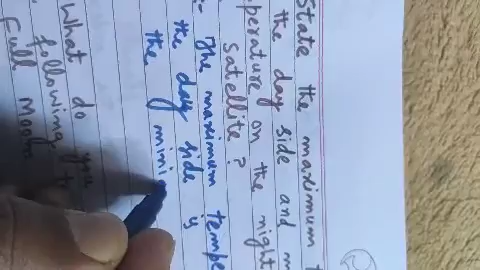 State the maximum
the day side and
perature on the night
satellite?
:- The maximum tempe
the day side is
the mini
What do you
following
Full Moon